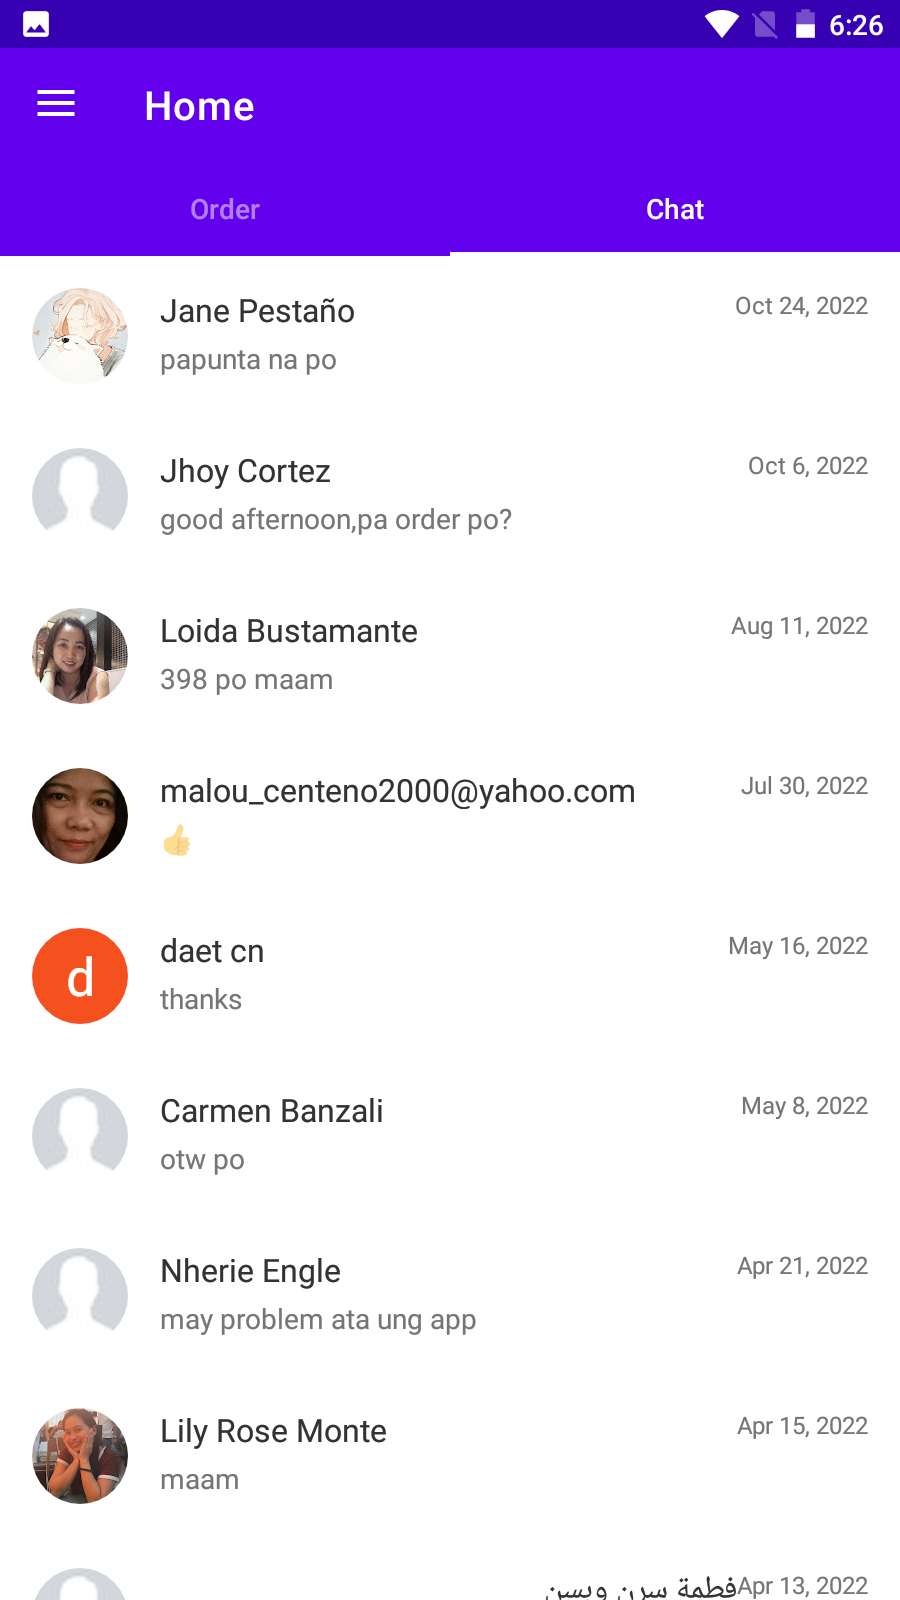 6:26
Home
Order
Chat
Jane Pestaño
Oct 24, 2022
papunta na po
Jhoy Cortez
Oct 6, 2022
good afternoon,pa order po?
Loida Bustamante
Aug 11, 2022
398 po maam
malou_centeno2000@yahoo.com
Jul 30, 2022
👍
d
daet cn
May 16, 2022
thanks
Carmen Banzali
May 8, 2022
otw po
Nherie Engle
Apr 21, 2022
may problem ata ung app
Lily Rose Monte
Apr 15, 2022
maam
فطمة سرن
Apr 13, 2022